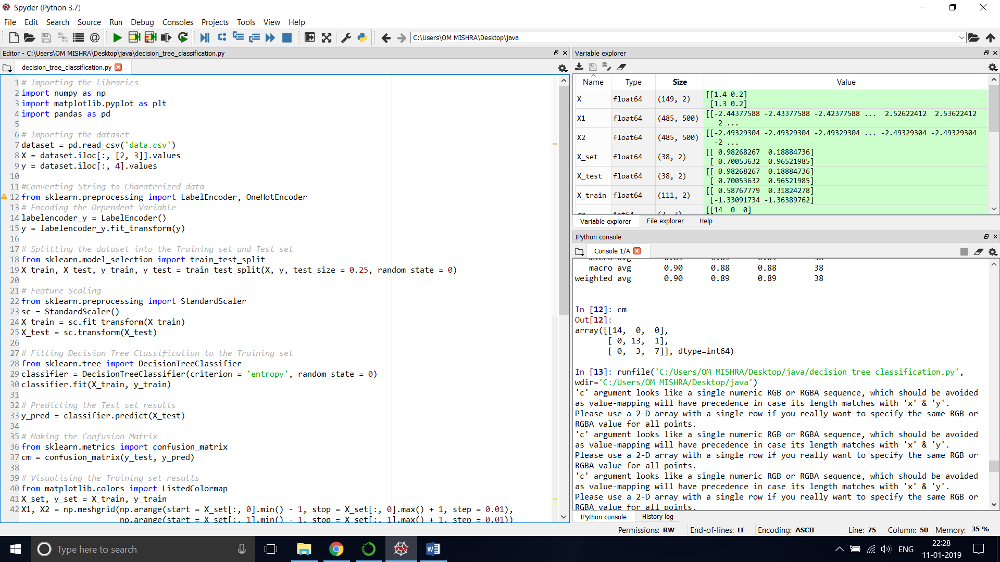 Spyder (Python 3.7)
File Edit Search Source Run Debug Consoles Projects Tools View Help
C:\Users\OM MISHRA\Desktop\java
Editor - C:\Users\OM MISHRA\Desktop\java\decision_tree_classification.py
decision_tree_classification.py
1 # Importing the libraries
2 import numpy as np
3 import matplotlib.pyplot as plt
4 import pandas as pd
5
6 # Importing the dataset
7 dataset = pd.read_csv('data.csv')
8 X = dataset.iloc[:, [2, 3]].values
9 y = dataset.iloc[:, 4].values
10
11 #Converting String to Charaterized data
12 from sklearn.preprocessing import LabelEncoder, OneHotEncoder
13 # Encoding the Dependent Variable
14 labelencoder_y = LabelEncoder()
15 y = labelencoder_y.fit_transform(y)
16
17 # Splitting the dataset into the Training set and Test set
18 from sklearn.model_selection import train_test_split
19 X_train, X_test, y_train, y_test = train_test_split(X, y, test_size = 0.25, random_state = 0)
20
21 # Feature Scaling
22 from sklearn.preprocessing import StandardScaler
23 sc = StandardScaler()
24 X_train = sc.fit_transform(X_train)
25 X_test = sc.transform(X_test)
26
27 # Fitting Decision Tree Classification to the Training set
28 from sklearn.tree import DecisionTreeClassifier
29 classifier = DecisionTreeClassifier(criterion = 'entropy', random_state = 0)
30 classifier.fit(X_train, y_train)
31
32 # Predicting the Test set results
33 y_pred = classifier.predict(X_test)
34
35 # Making the Confusion Matrix
36 from sklearn.metrics import confusion_matrix
37 cm = confusion_matrix(y_test, y_pred)
38
39 # Visualising the Training set results
40 from matplotlib.colors import ListedColormap
41 X_set, y_set = X_train, y_train
42 X1, X2 = np.meshgrid(np.arange(start = X_set[:, 0].min() - 1, stop = X_set[:, 0].max() + 1, step = 0.01),
np.arange(start = X_set[:, 1].min() - 1, stop = X_set[:, 1].max() + 1, step = 0.01))
Variable explorer
Name Type Size Value
X float64 (149, 2) [[1.4 0.2]
[1.3 0.2]
X1 float64 (485, 500) [[-2.44377588 -2.43377588 -2.42377588 ... 2.52622412 2.53622412
2 ...
X2 float64 (485, 500) [[-2.49329304 -2.49329304 -2.49329304 ... -2.49329304 -2.49329304
-2 ...
X_set float64 (38, 2) [[ 0.98268267 0.18884736]
[ 0.70053632 0.96521985]
X_test float64 (38, 2) [[ 0.98268267 0.18884736]
[ 0.70053632 0.96521985]
X_train float64 (111, 2) [[ 0.58767779 0.31824278]
[-1.33091734 -1.36389762]
cm int64 (3, 3) [[14 0 0]
Variable explorer File explorer Help
IPython console
Console 1/A
micro avg 0.89 0.89 0.89 38
macro avg 0.90 0.88 0.88 38
weighted avg 0.90 0.89 0.89 38
In [12]: cm
Out[12]:
array([[14, 0, 0],
[ 0, 13, 1],
[ 0, 3, 7]], dtype=int64)
In [13]: runfile('C:/Users/OM MISHRA/Desktop/java/decision_tree_classification.py',
wdir='C:/Users/OM MISHRA/Desktop/java')
'c' argument looks like a single numeric RGB or RGBA sequence, which should be avoided
as value-mapping will have precedence in case its length matches with 'x' & 'y'.
Please use a 2-D array with a single row if you really want to specify the same RGB or
RGBA value for all points.
'c' argument looks like a single numeric RGB or RGBA sequence, which should be avoided
as value-mapping will have precedence in case its length matches with 'x' & 'y'.
Please use a 2-D array with a single row if you really want to specify the same RGB or
RGBA value for all points.
'c' argument looks like a single numeric RGB or RGBA sequence, which should be avoided
as value-mapping will have precedence in case its length matches with 'x' & 'y'.
Please use a 2-D array with a single row if you really want to specify the same RGB or
RGBA value for all points.
IPython console History log
Permissions: RW End-of-lines: LF Encoding: ASCII Line: 75 Column: 50 Memory: 35 %
Type here to search
ENG
22:28
11-01-2019